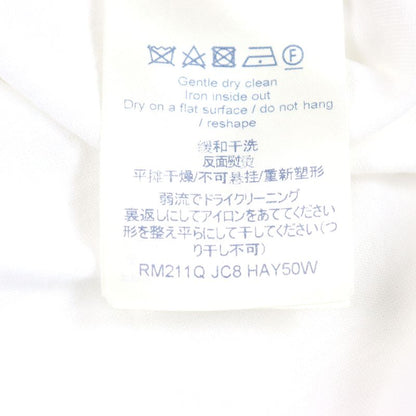 F
Gentle dry clean
Iron inside out
Dry on a flat surface / do not hang
/ reshape
缓和干洗
反面熨烫
平摊干燥/不可悬挂/重新塑形
弱流でドライクリーニング
裏返しにしてアイロンをあててください
形を整え平らにして干してください(つ
り干し不可)
RM211Q JC8 HAY50W